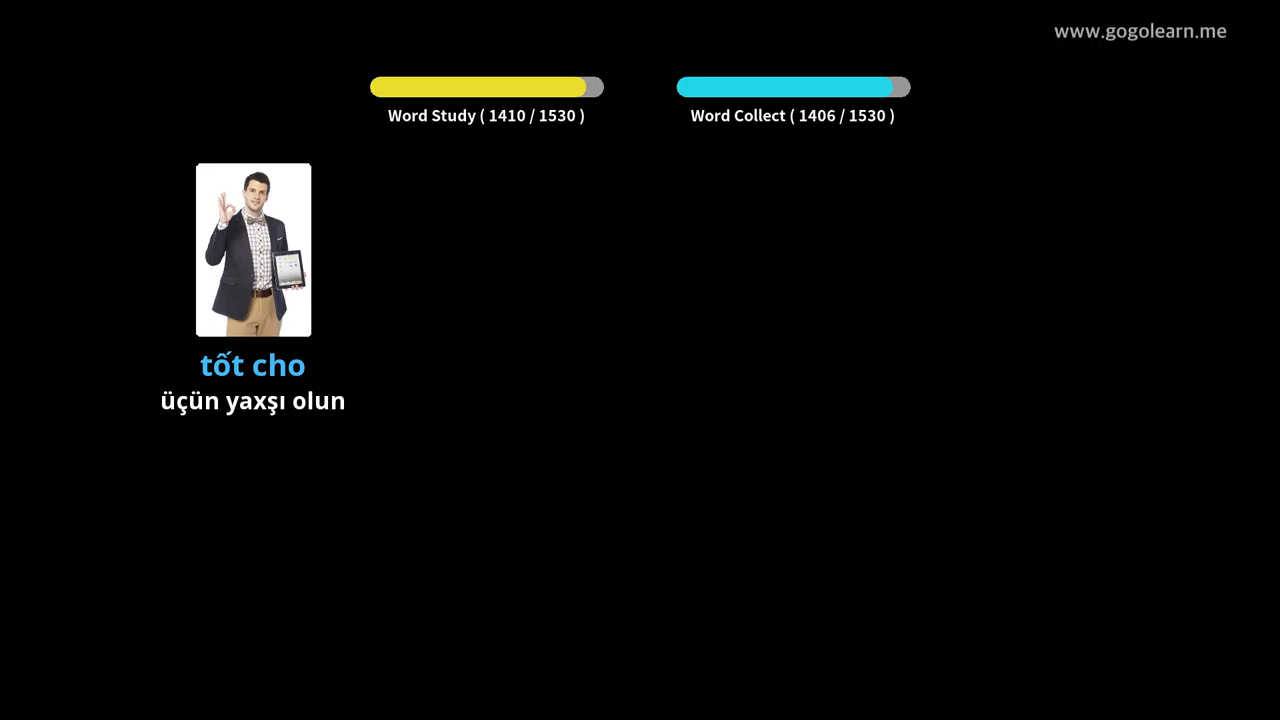 www.gogolearn.me
Word Study ( 1410 / 1530 )
Word Collect ( 1406 / 1530 )
tốt cho
üçün yaxşı olun